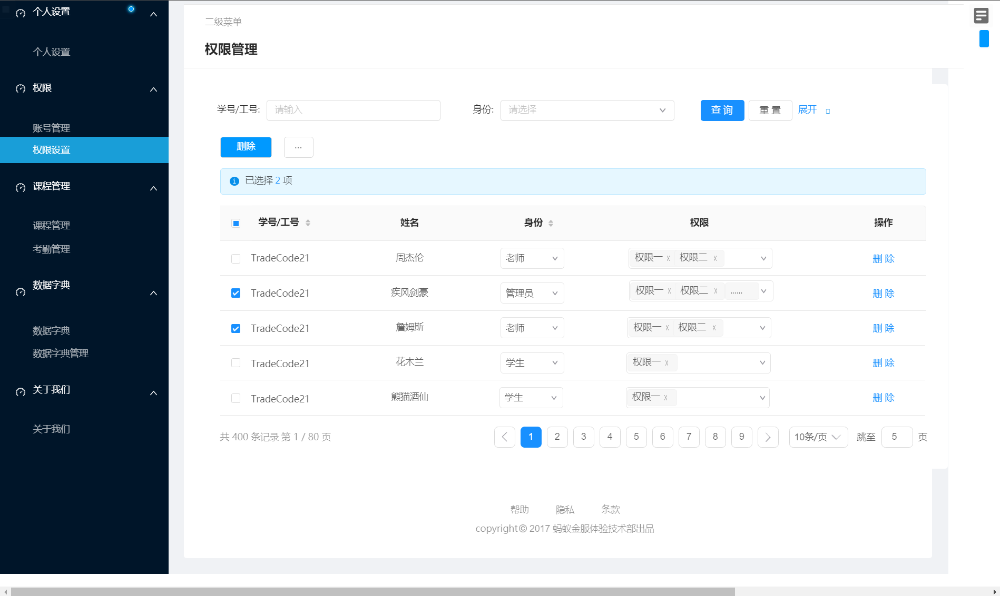 个人设置
个人设置
权限
账号管理
权限设置
课程管理
课程管理
考勤管理
数据字典
数据字典
数据字典管理
关于我们
关于我们
二级菜单
权限管理
学号/工号: 请输入 身份: 请选择 查 询 重 置 展开
删除 ...
已选择 2 项
学号/工号 姓名 身份 权限 操作
TradeCode21 周杰伦 老师 权限一 x 权限二 x 删 除
TradeCode21 疾风剑豪 管理员 权限一 x 权限二 x ...... 删 除
TradeCode21 詹姆斯 老师 权限一 x 权限二 x 删 除
TradeCode21 花木兰 学生 权限一 x 删 除
TradeCode21 熊猫酒仙 学生 权限一 x 删 除
共 400 条记录 第 1 / 80 页 1 2 3 4 5 6 7 8 9 10条/页 跳至 5 页
帮助 隐私 条款
copyright© 2017 蚂蚁金服体验技术部出品